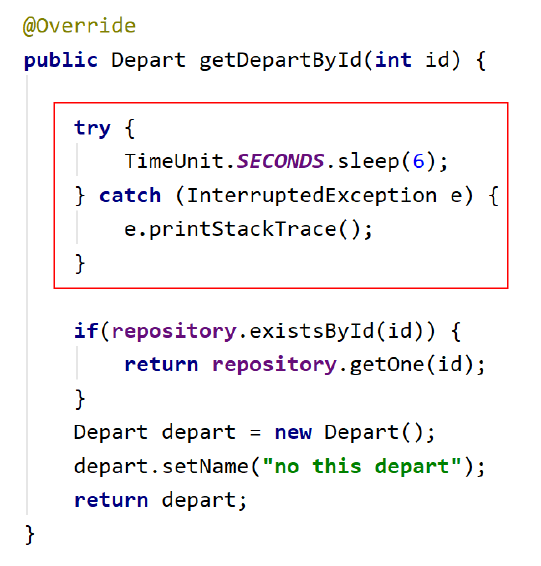 @Override
public Depart getDepartById(int id) {
try {
TimeUnit.SECONDS.sleep(6);
} catch (InterruptedException e) {
e.printStackTrace();
}
if(repository.existsById(id)) {
return repository.getOne(id);
}
Depart depart = new Depart();
depart.setName("no this depart");
return depart;
}